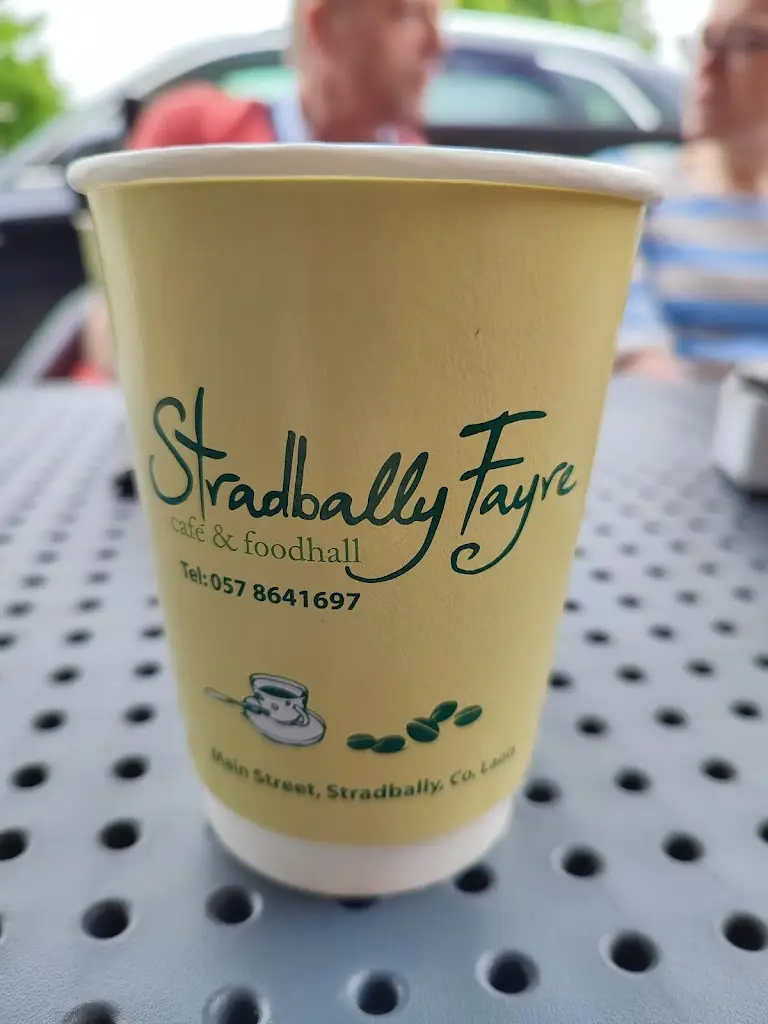 Stradbally Fayre
café & foodhall
Tel: 057 8641697
Main Street, Stradbally, Co. Laois